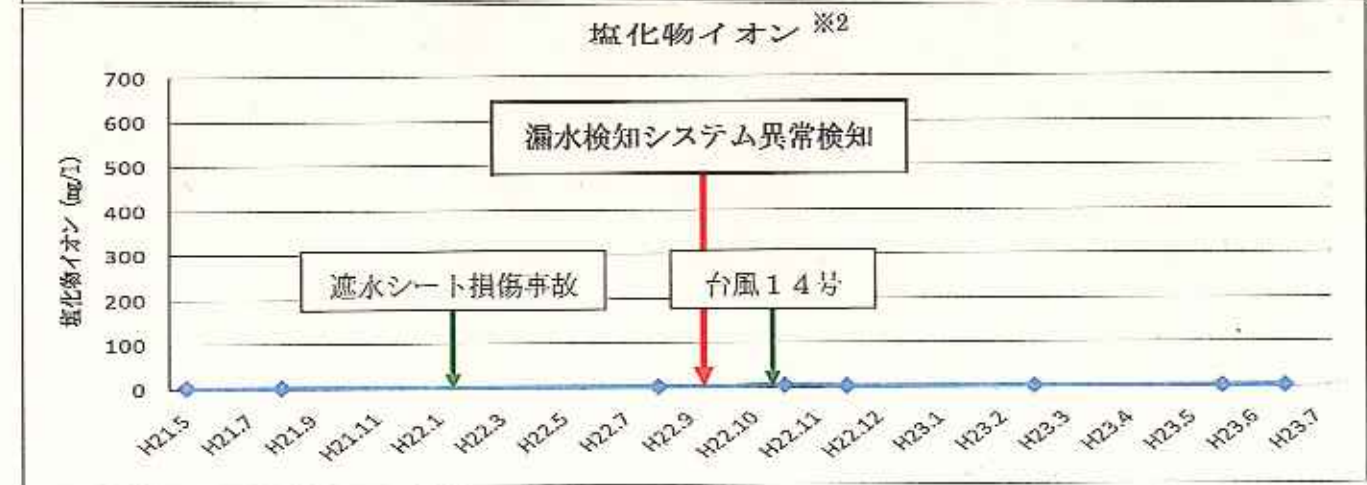 塩化物イオン ※2
塩化物イオン (mg/l)
700
600
500
400
300
200
100
0
漏水検知システム異常検知
遮水シート損傷事故
台風14号
H21.5
H21.7
H21.9
H21.11
H22.1
H22.3
H22.5
H22.7
H22.9
H22.10
H22.11
H22.12
H23.1
H23.2
H23.3
H23.4
H23.5
H23.6
H23.7